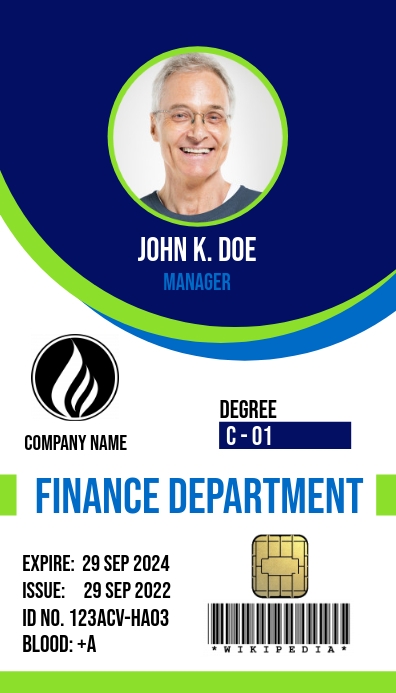 JOHN K. DOE
MANAGER
COMPANY NAME
DEGREE
C - 01
FINANCE DEPARTMENT
EXPIRE: 29 SEP 2024
ISSUE: 29 SEP 2022
ID NO. 123ACV-HA03
BLOOD: +A
*WIKIPEDIA*